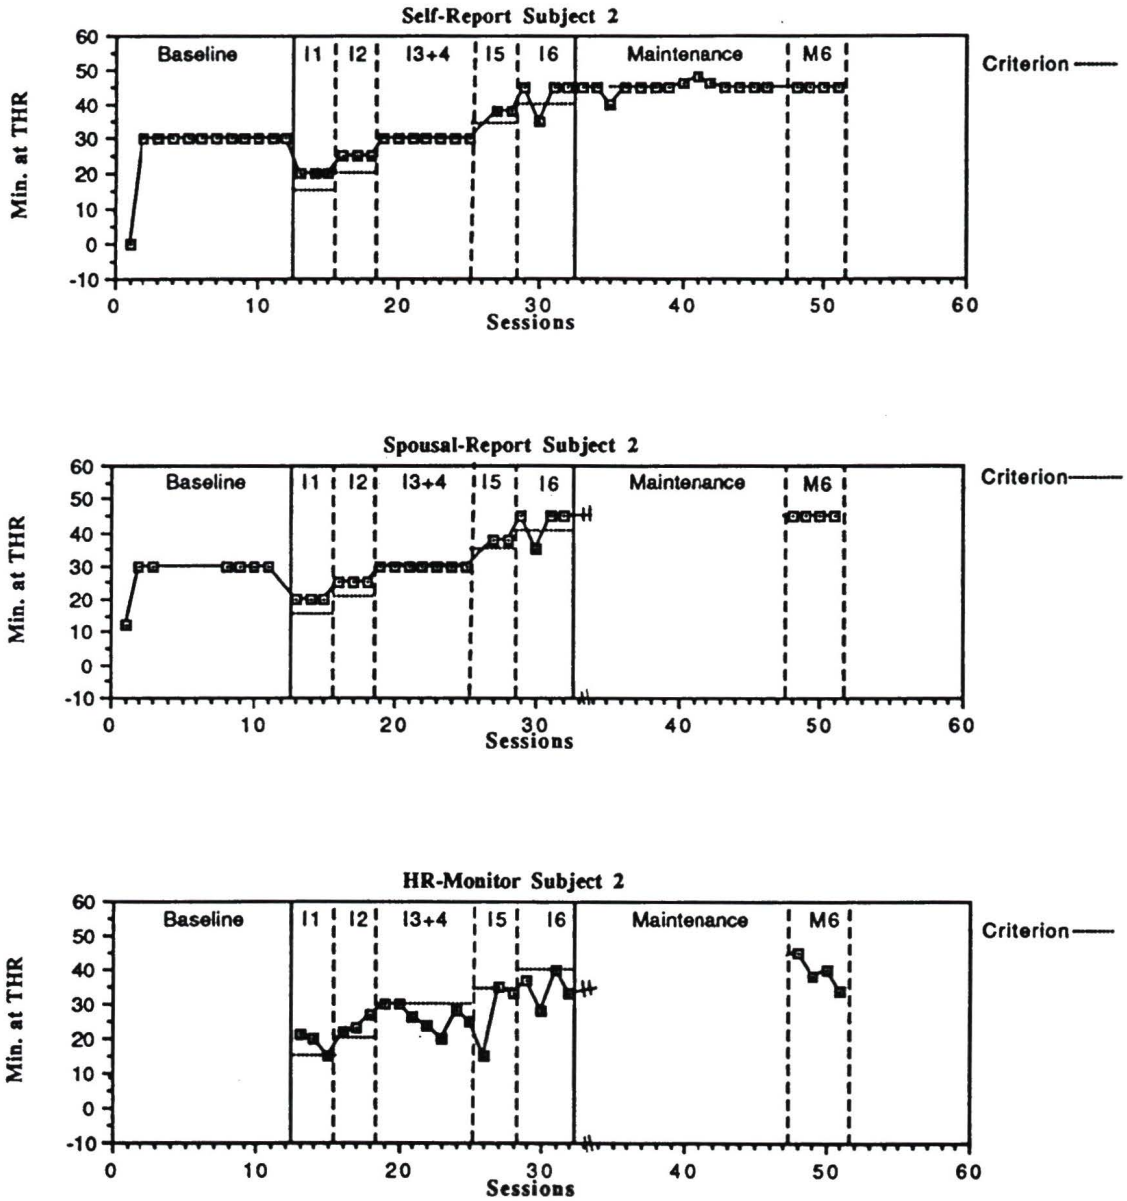 Self-Report Subject 2
60
50
40
30
20
10
0
-10
Min. at THR
Baseline I1 I2 I3+4 I5 I6 Maintenance M6
Criterion
0 10 20 30 40 50 60
Sessions
Spousal-Report Subject 2
60
50
40
30
20
10
0
-10
Min. at THR
Baseline I1 I2 I3+4 I5 I6 Maintenance M6
Criterion
0 10 20 30 40 50 60
Sessions
HR-Monitor Subject 2
60
50
40
30
20
10
0
-10
Min. at THR
Baseline I1 I2 I3+4 I5 I6 Maintenance M6
Criterion
0 10 20 30 40 50 60
Sessions